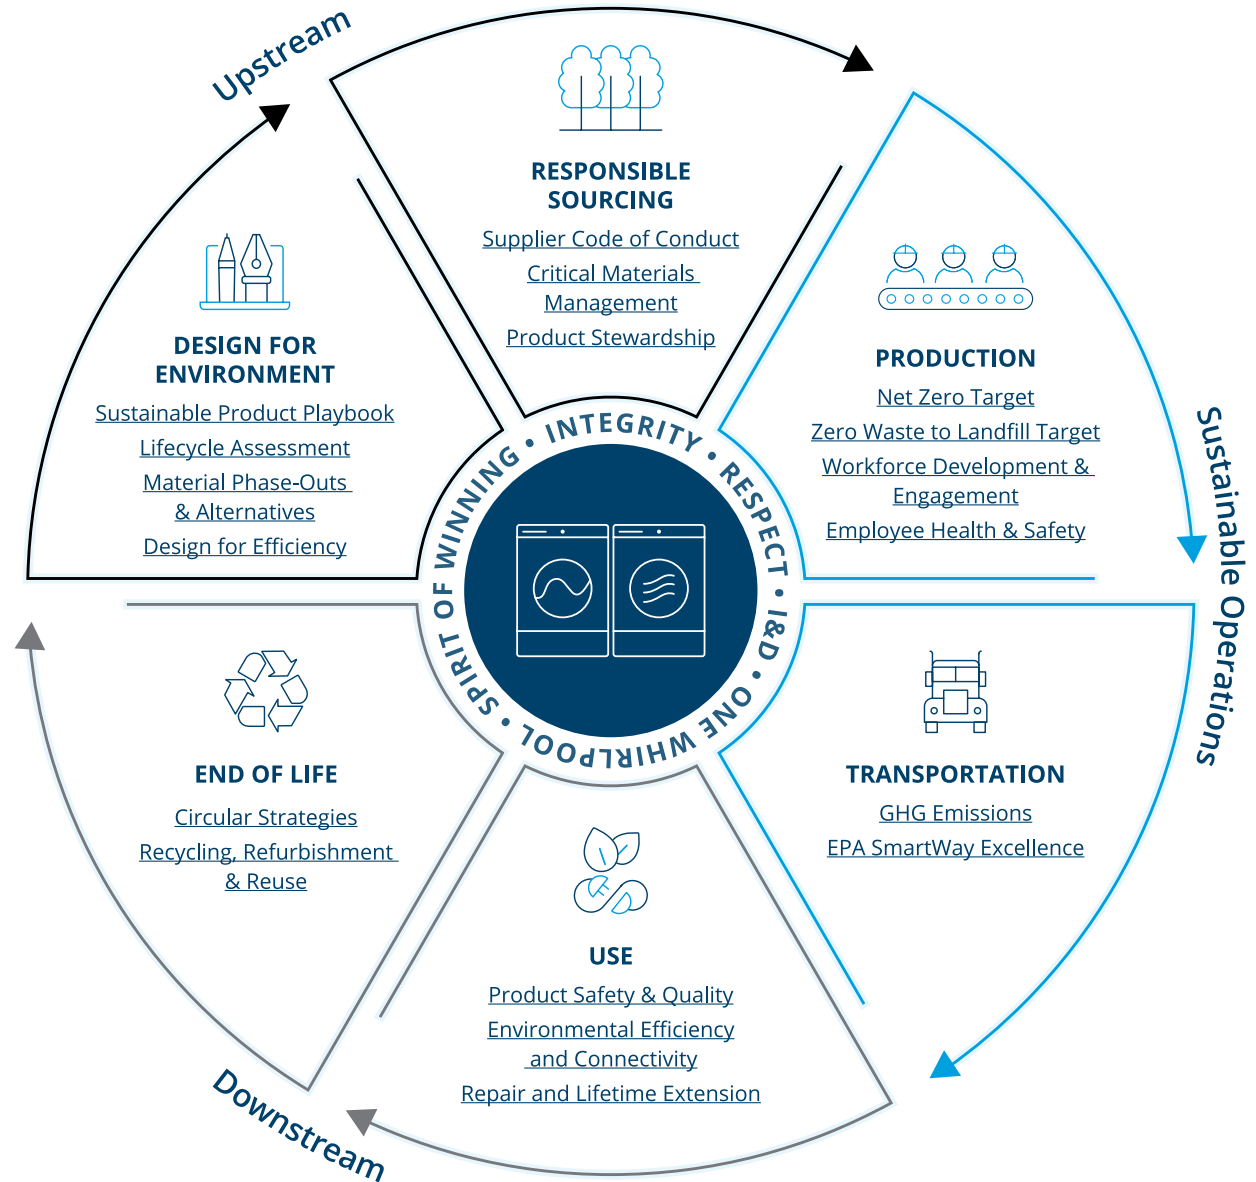 Upstream
RESPONSIBLE
SOURCING
Supplier Code of Conduct
Critical Materials
Management
Product Stewardship
DESIGN FOR
ENVIRONMENT
Sustainable Product Playbook
Lifecycle Assessment
Material Phase-Outs
& Alternatives
Design for Efficiency
PRODUCTION
Net Zero Target
Zero Waste to Landfill Target
Workforce Development &
Engagement
Employee Health & Safety
Sustainable Operations
INTEGRITY • RESPECT • I&D • ONE WHIRLPOOL • SPIRIT OF WINNING •
END OF LIFE
Circular Strategies
Recycling, Refurbishment
& Reuse
TRANSPORTATION
GHG Emissions
EPA SmartWay Excellence
USE
Product Safety & Quality
Environmental Efficiency
and Connectivity
Repair and Lifetime Extension
Downstream